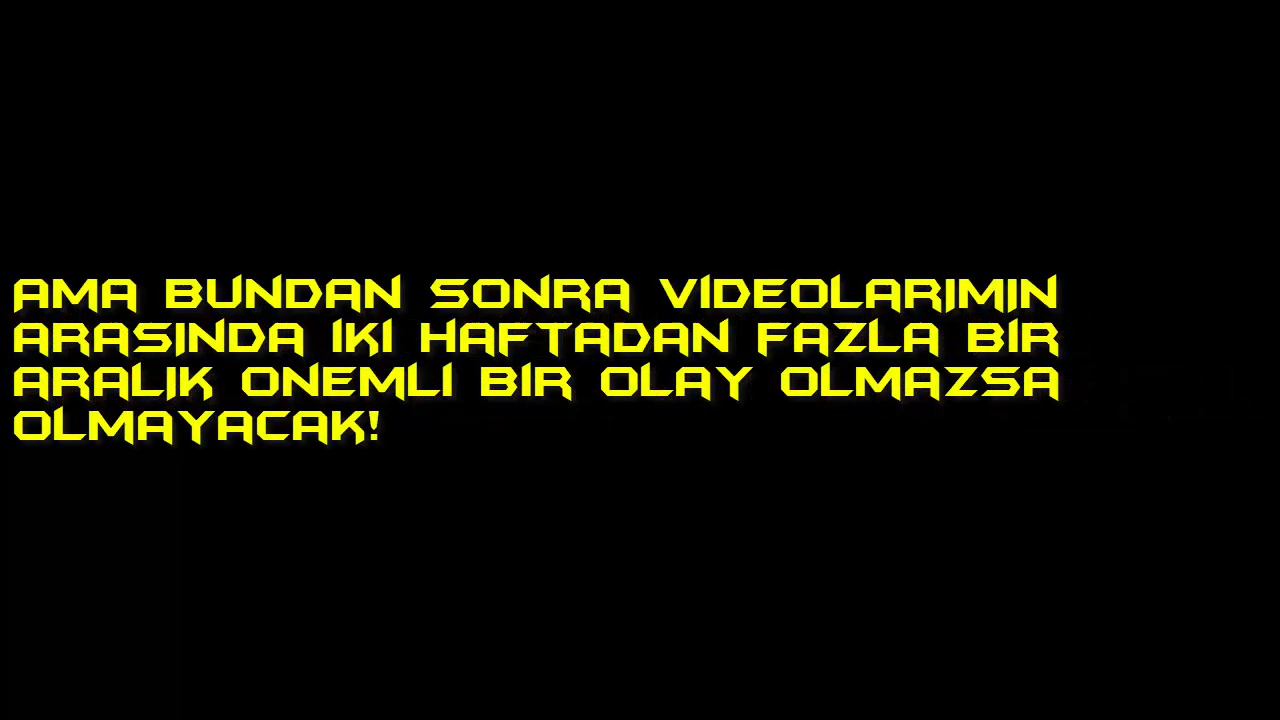 AMA BUNDAN SONRA VIDEOLARIMIN
ARASINDA IKI HAFTADAN FAZLA BIR
ARALIK ONEMLI BIR OLAY OLMAZSA
OLMAYACAK!